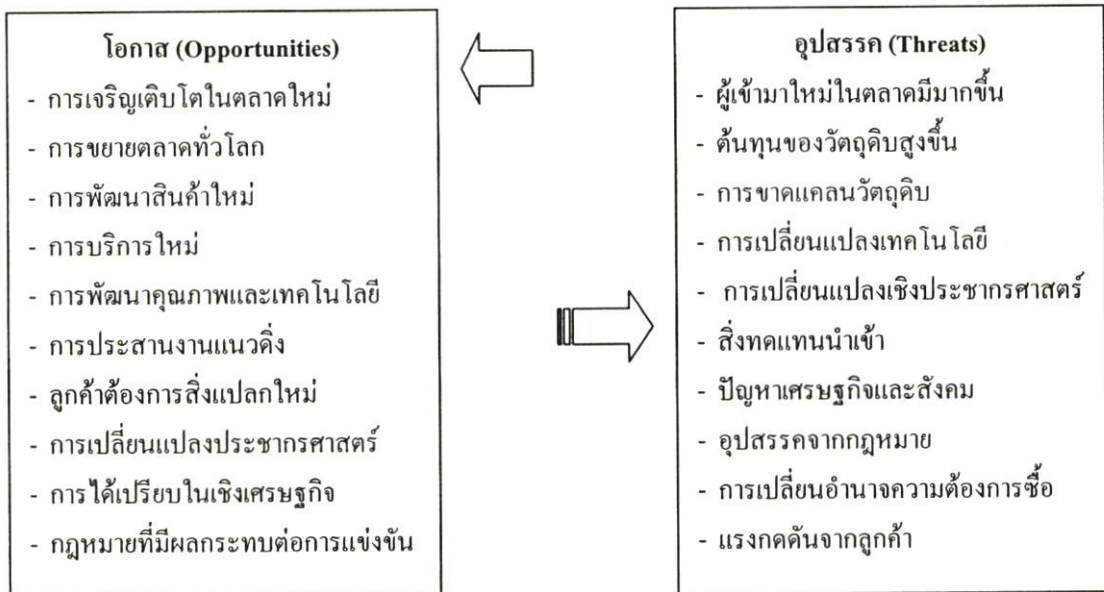 โอกาส (Opportunities)
- การเจริญเติบโตในตลาดใหม่
- การขยายตลาดทั่วโลก
- การพัฒนาสินค้าใหม่
- การบริการใหม่
- การพัฒนาคุณภาพและเทคโนโลยี
- การประสานงานแนวดิ่ง
- ลูกค้าต้องการสิ่งแปลกใหม่
- การเปลี่ยนแปลงประชากรศาสตร์
- การได้เปรียบในเชิงเศรษฐกิจ
- กฎหมายที่มีผลกระทบต่อการแข่งขัน
อุปสรรค (Threats)
- ผู้เข้ามาใหม่ในตลาดมีมากขึ้น
- ต้นทุนของวัตถุดิบสูงขึ้น
- การขาดแคลนวัตถุดิบ
- การเปลี่ยนแปลงเทคโนโลยี
- การเปลี่ยนแปลงเชิงประชากรศาสตร์
- สิ่งทดแทนนำเข้า
- ปัญหาเศรษฐกิจและสังคม
- อุปสรรคจากกฎหมาย
- การเปลี่ยนอำนาจความต้องการซื้อ
- แรงกดดันจากลูกค้า